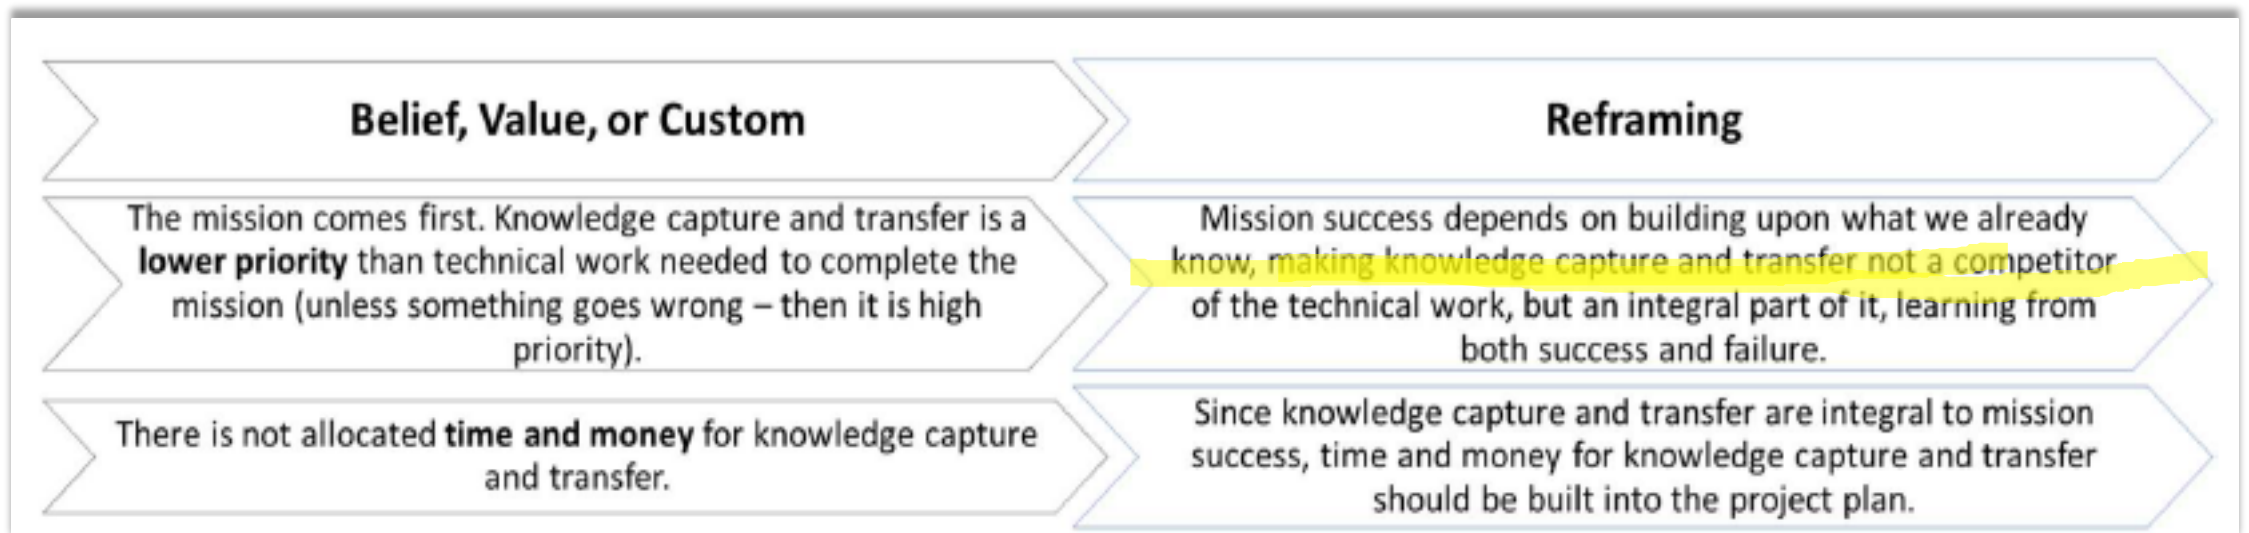 Belief, Value, or Custom
Reframing
The mission comes first. Knowledge capture and transfer is a
lower priority than technical work needed to complete the
mission (unless something goes wrong – then it is high
priority).
Mission success depends on building upon what we already
know, making knowledge capture and transfer not a competitor
of the technical work, but an integral part of it, learning from
both success and failure.
There is not allocated time and money for knowledge capture
and transfer.
Since knowledge capture and transfer are integral to mission
success, time and money for knowledge capture and transfer
should be built into the project plan.